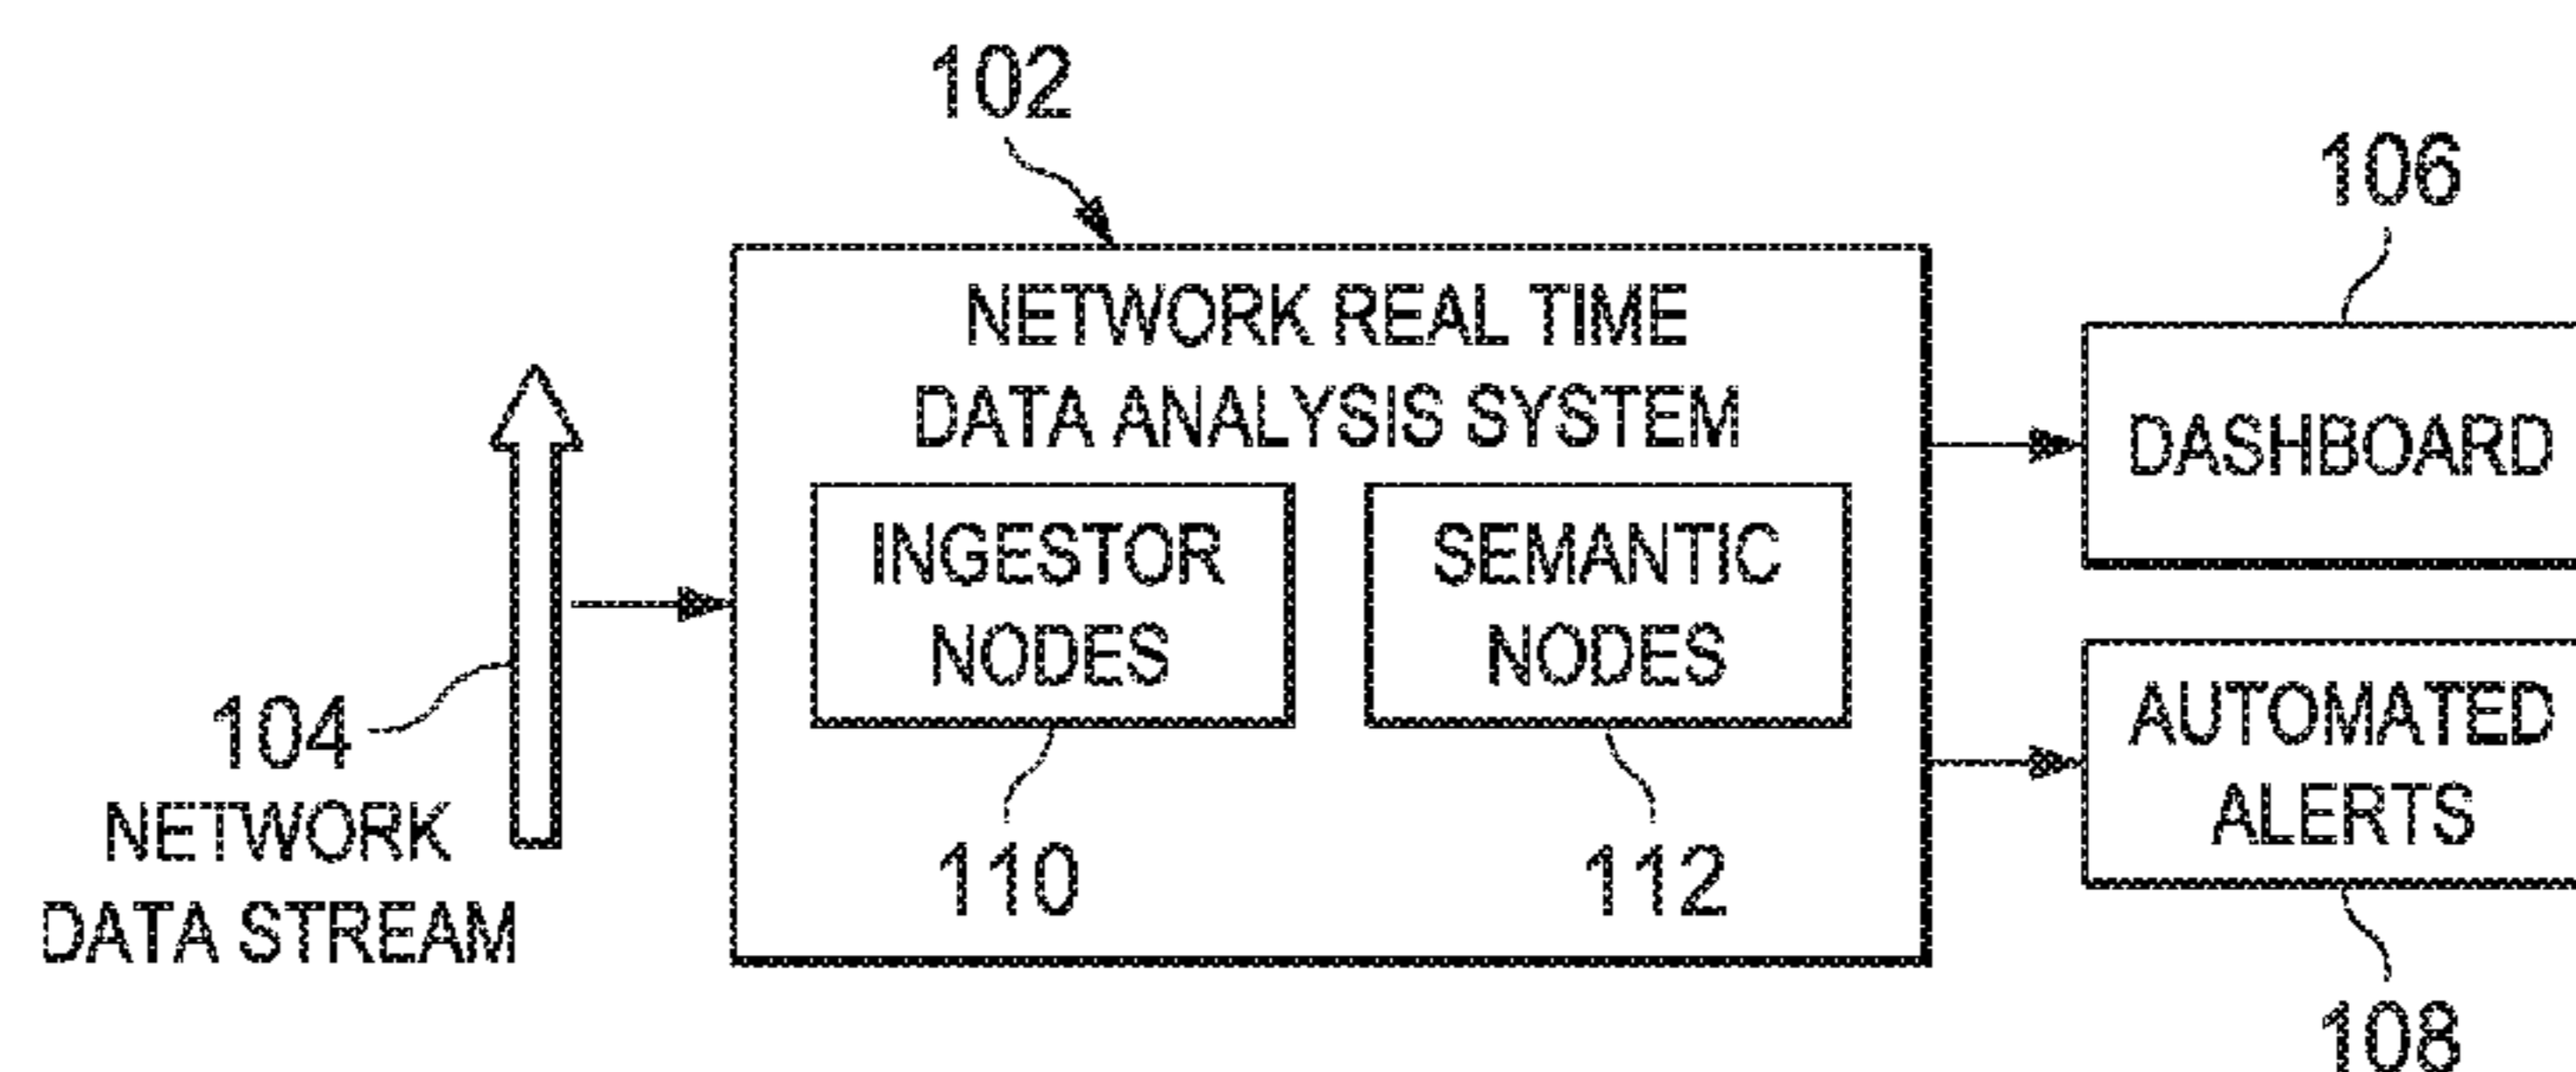 102
106
NETWORK REAL TIME
DATA ANALYSIS SYSTEM
DASHBOARD
INGESTOR
NODES
SEMANTIC
NODES
104
NETWORK
DATA STREAM
AUTOMATED
ALERTS
110
112
108